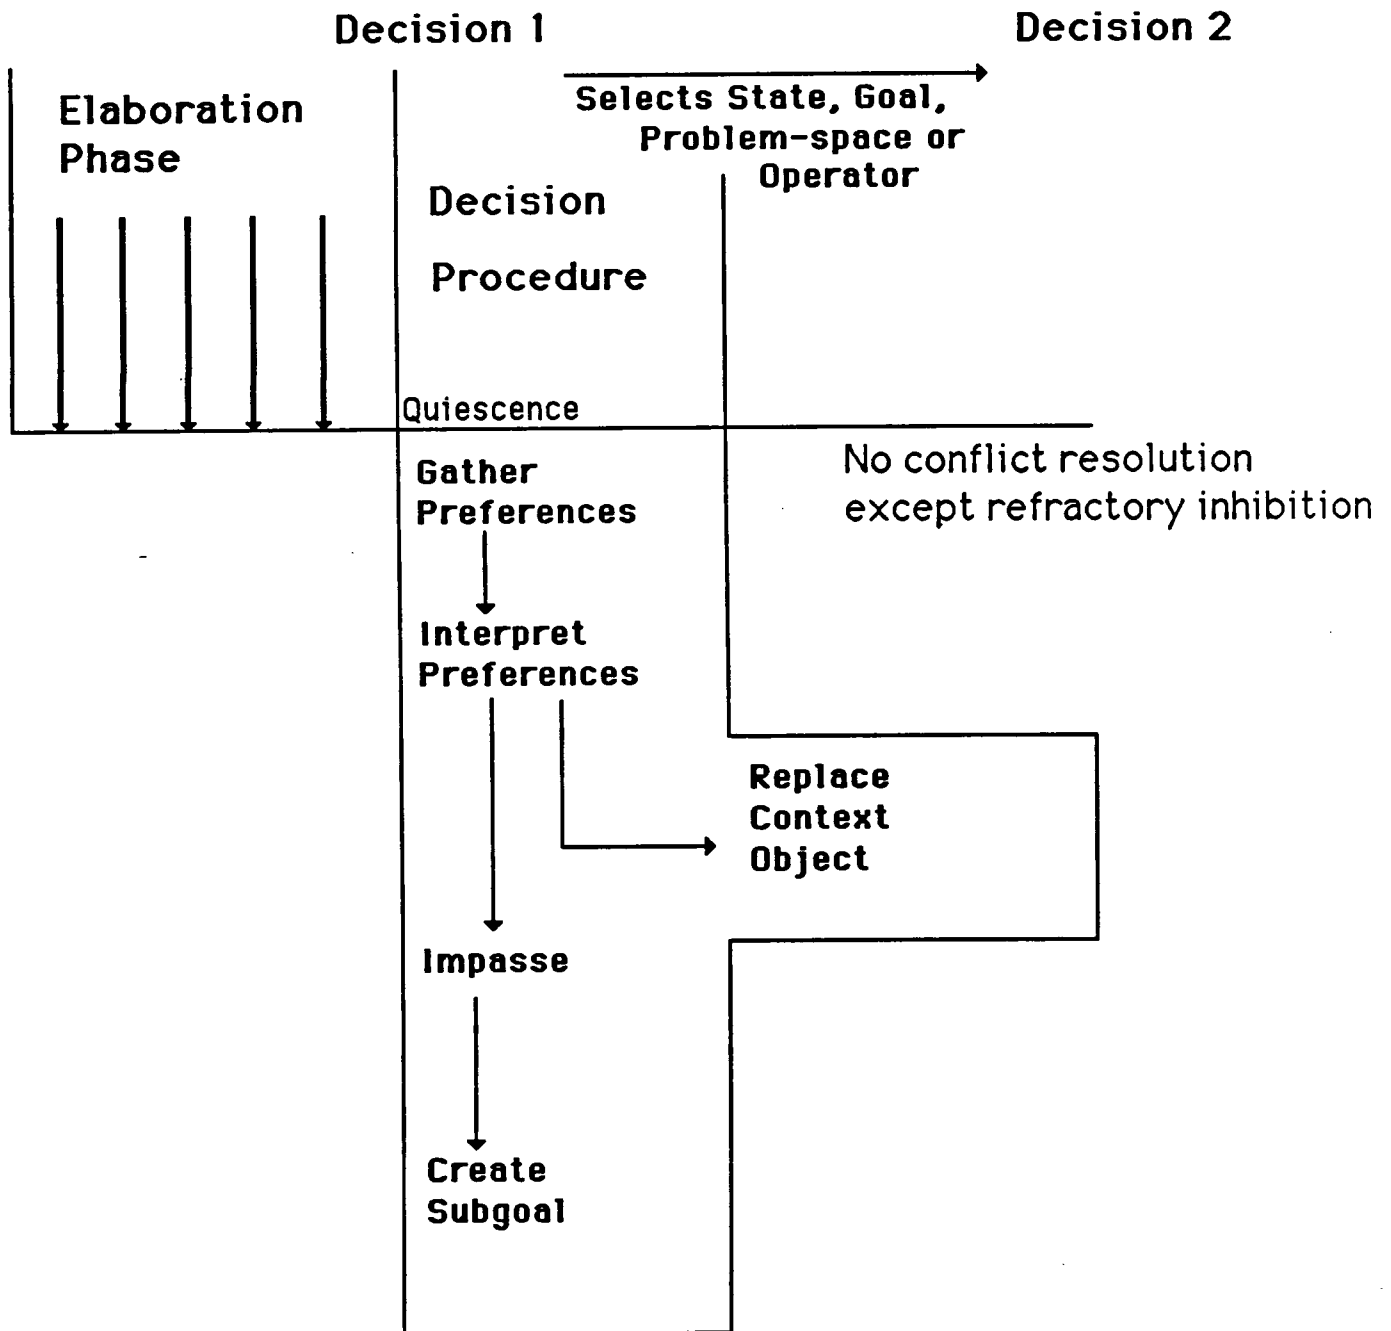 Decision 1
Decision 2
Elaboration
Phase
Selects State, Goal,
Problem-space or
Operator
Decision
Procedure
Quiescence
No conflict resolution
except refractory inhibition
Gather
Preferences
Interpret
Preferences
Replace
Context
Object
Impasse
Create
Subgoal